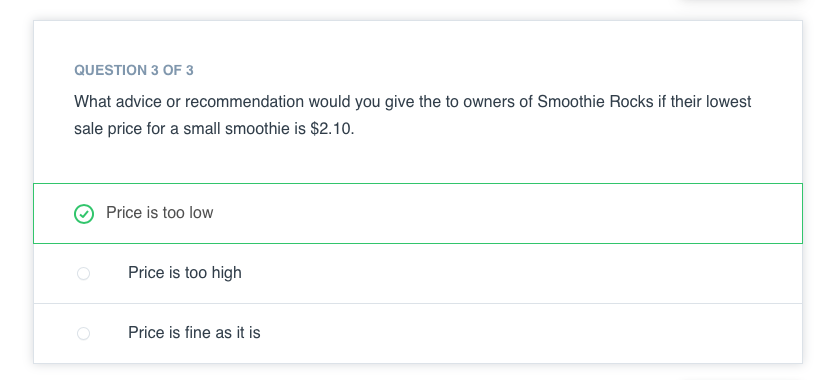 QUESTION 3 OF 3
What advice or recommendation would you give the to owners of Smoothie Rocks if their lowest
sale price for a small smoothie is $2.10.
Price is too low
Price is too high
Price is fine as it is